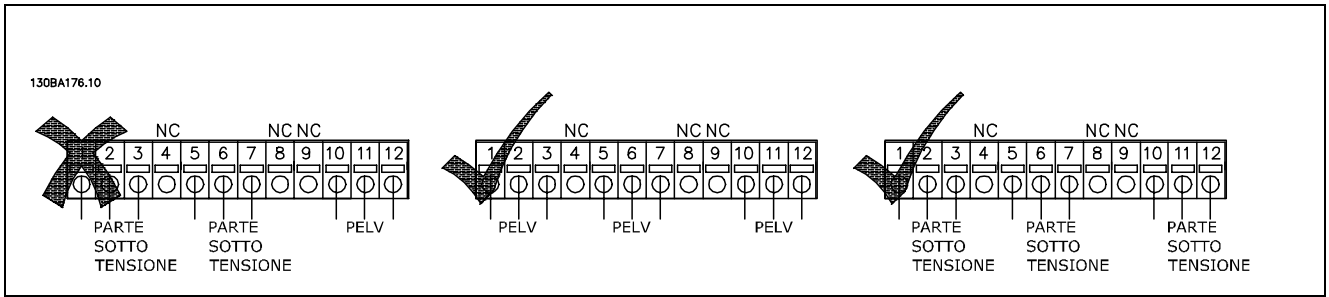 130BA176.10
NC NC NC
2 3 4 5 6 7 8 9 10 11 12
PARTE SOTTO TENSIONE
PARTE SOTTO TENSIONE
PELV
NC NC NC
1 2 3 4 5 6 7 8 9 10 11 12
PELV PELV PELV
NC NC NC
1 2 3 4 5 6 7 8 9 10 11 12
PARTE SOTTO TENSIONE
PARTE SOTTO TENSIONE
PARTE SOTTO TENSIONE